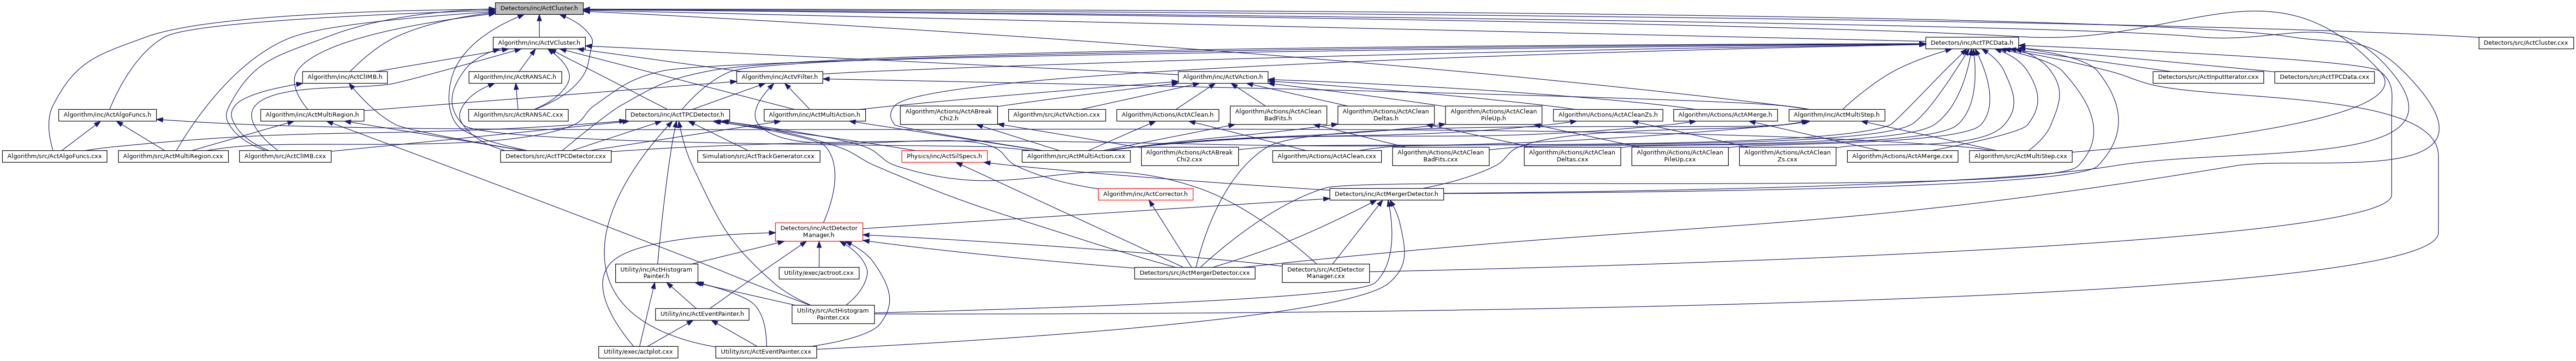 Detectors/inc/ActCluster.h
Algorithm/inc/ActVCluster.h
Detectors/inc/ActTPCData.h
Detectors/src/ActCluster.cxx
Algorithm/inc/ActCIIMB.h
Algorithm/inc/ActRANSAC.h
Algorithm/inc/ActVFilter.h
Algorithm/inc/ActVAction.h
Detectors/src/ActInputIterator.cxx
Detectors/src/ActTPCData.cxx
Algorithm/inc/ActAlgoFuncs.h
Algorithm/inc/ActMultiRegion.h
Algorithm/src/ActRANSAC.cxx
Detectors/inc/ActTPCDetector.h
Algorithm/inc/ActMultiAction.h
Algorithm/Actions/ActABreak
Chi2.h
Algorithm/src/ActVAction.cxx
Algorithm/Actions/ActAClean.h
Algorithm/Actions/ActAClean
BadFits.h
Algorithm/Actions/ActAClean
Deltas.h
Algorithm/Actions/ActAClean
PileUp.h
Algorithm/Actions/ActACleanZs.h
Algorithm/Actions/ActAMerge.h
Algorithm/inc/ActMultiStep.h
Algorithm/src/ActAlgoFuncs.cxx
Algorithm/src/ActMultiRegion.cxx
Algorithm/src/ActCIIMB.cxx
Detectors/src/ActTPCDetector.cxx
Simulation/src/ActTrackGenerator.cxx
Physics/inc/ActSilSpecs.h
Algorithm/src/ActMultiAction.cxx
Algorithm/Actions/ActABreak
Chi2.cxx
Algorithm/Actions/ActAClean.cxx
Algorithm/Actions/ActAClean
BadFits.cxx
Algorithm/Actions/ActAClean
Deltas.cxx
Algorithm/Actions/ActAClean
PileUp.cxx
Algorithm/Actions/ActAClean
Zs.cxx
Algorithm/Actions/ActAMerge.cxx
Algorithm/src/ActMultiStep.cxx
Algorithm/inc/ActCorrector.h
Detectors/inc/ActMergerDetector.h
Detectors/inc/ActDetector
Manager.h
Utility/inc/ActHistogram
Painter.h
Utility/exec/actroot.cxx
Detectors/src/ActMergerDetector.cxx
Detectors/src/ActDetector
Manager.cxx
Utility/inc/ActEventPainter.h
Utility/src/ActHistogram
Painter.cxx
Utility/exec/actplot.cxx
Utility/src/ActEventPainter.cxx